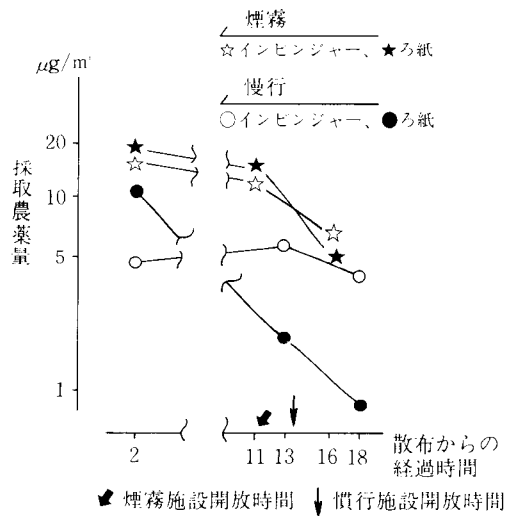 煙霧
☆インピンジャー、★ろ紙
慢行
○インピンジャー、●ろ紙
μg/m³
採取農薬量
20
10
5
1
2 11 13 16 18
散布からの
経過時間
煙霧施設開放時間 慣行施設開放時間